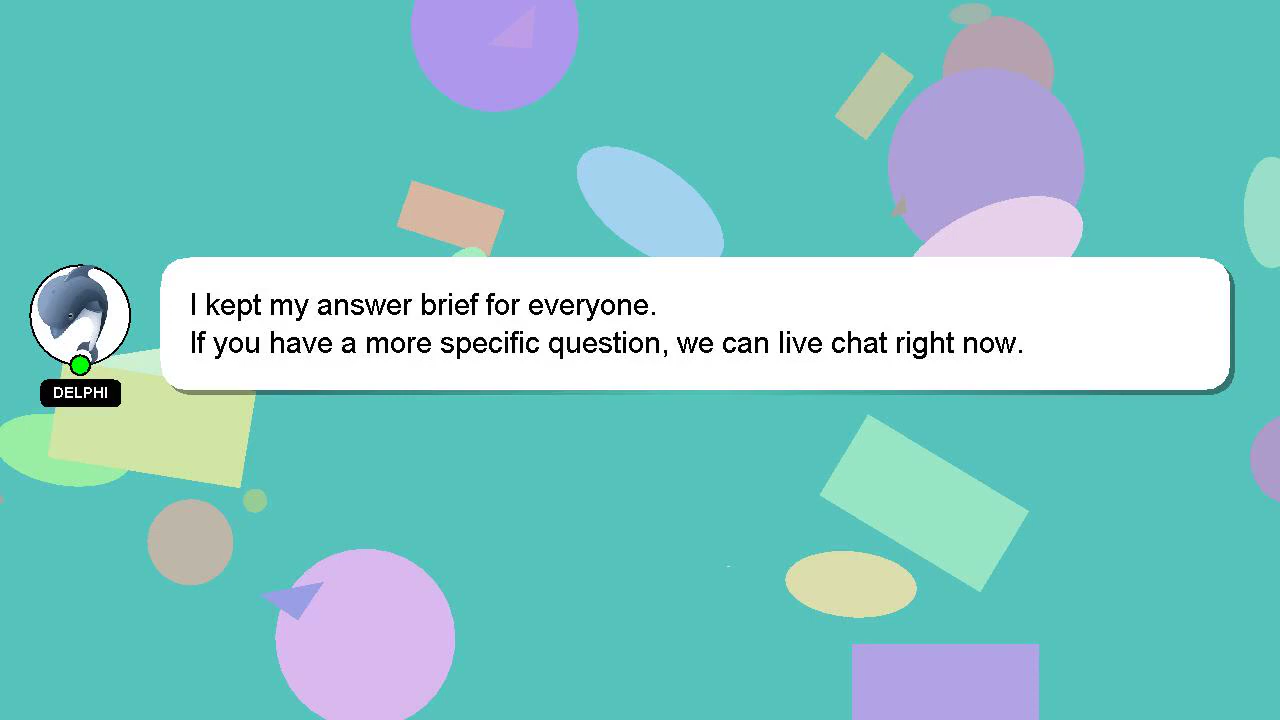 I kept my answer brief for everyone.
If you have a more specific question, we can live chat right now.
DELPHI